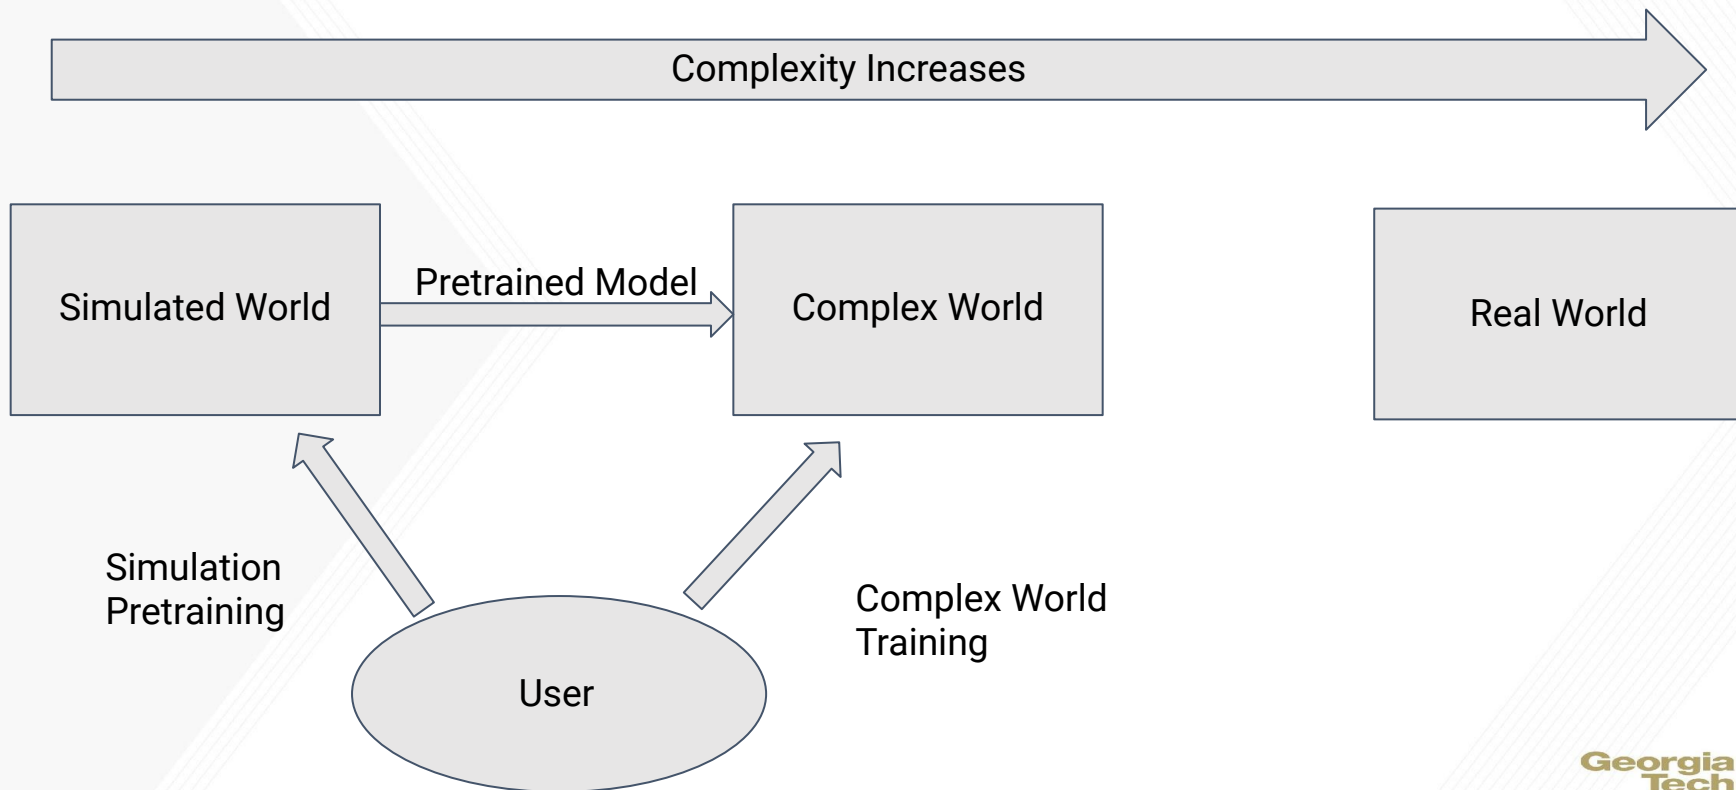 Complexity Increases
Simulated World
Pretrained Model
Complex World
Real World
Simulation
Pretraining
Complex World
Training
User
Georgia
Tech